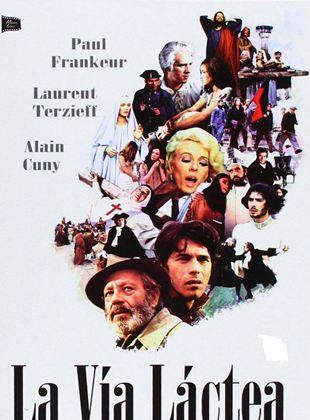 Paul
Frankeur
Laurent
Terzieff
Alain
Cuny
La Vía Láctea